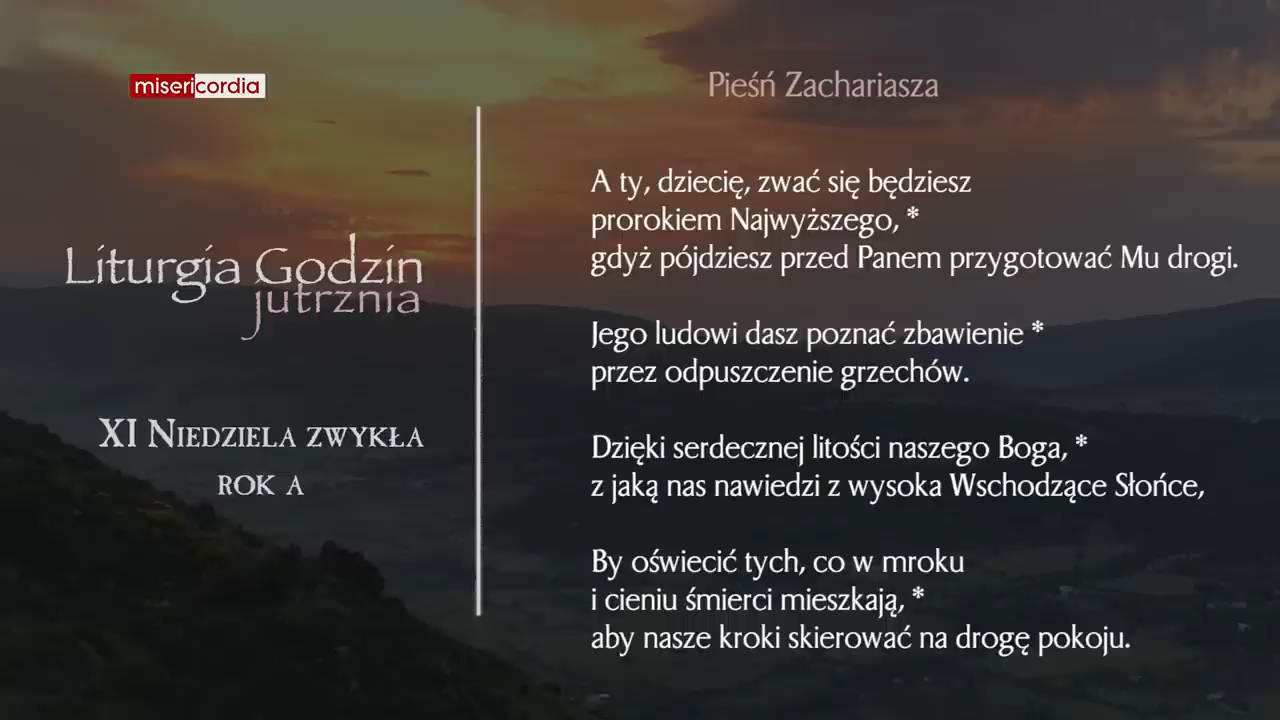 misericordia
Liturgia Godzin
jutrznia
XI Niedziela zwykła
rok A
Pieśń Zachariasza
A ty, dziecię, zwać się będziesz
prorokiem Najwyższego, *
gdyż pójdziesz przed Panem przygotować Mu drogi.
Jego ludowi dasz poznać zbawienie *
przez odpuszczenie grzechów.
Dzięki serdecznej litości naszego Boga, *
z jaką nas nawiedzi z wysoka Wschodzące Słońce,
By oświecić tych, co w mroku
i cieniu śmierci mieszkają, *
aby nasze kroki skierować na drogę pokoju.